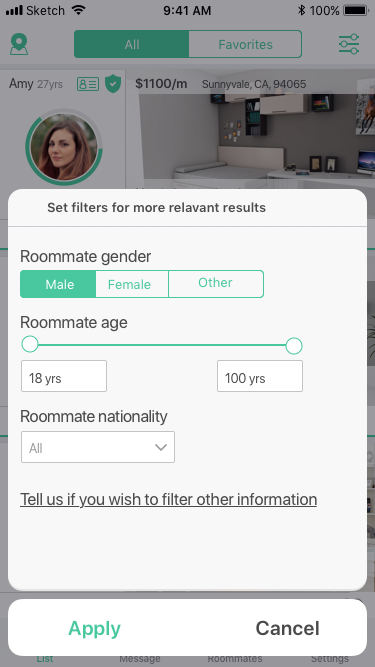 Sketch 9:41 AM 100%
All Favorites
Amy 27yrs $1100/m Sunnyvale, CA, 94065
Set filters for more relavant results
Roommate gender
Male Female Other
Roommate age
18 yrs 100 yrs
Roommate nationality
All
Tell us if you wish to filter other information
Apply Cancel
List Message Roommates Settings